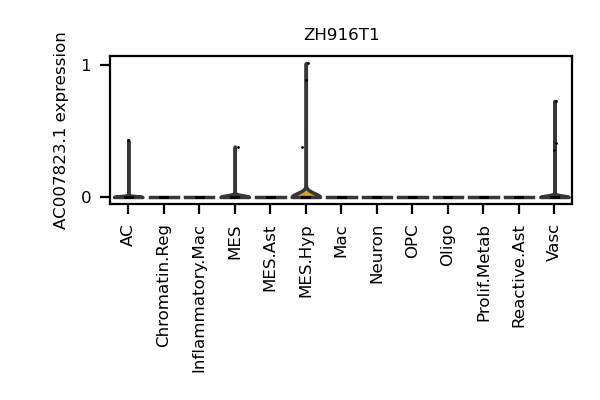 ZH916T1
AC007823.1 expression
1
0
AC
Chromatin.Reg
Inflammatory.Mac
MES
MES.Ast
MES.Hyp
Mac
Neuron
OPC
Oligo
Prolif.Metab
Reactive.Ast
Vasc